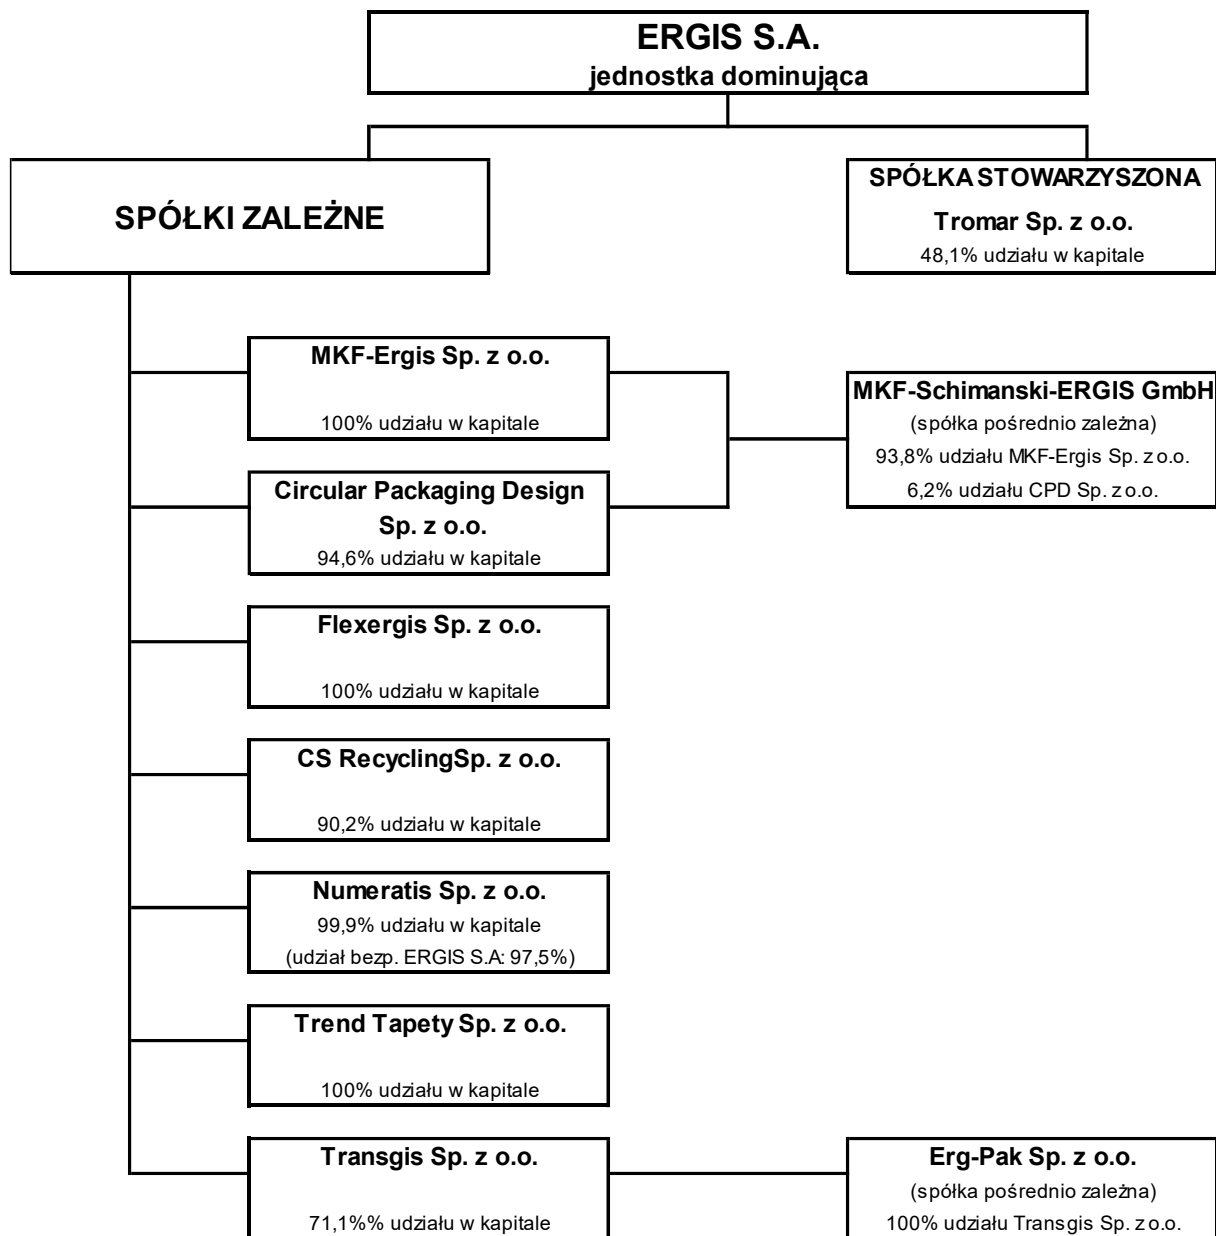 ERGIS S.A.
jednostka dominująca
SPÓŁKI ZALEŻNE
SPÓŁKA STOWARZYSZONA
Tromar Sp. z o.o.
48,1% udziału w kapitale
MKF-Ergis Sp. z o.o.
100% udziału w kapitale
MKF-Schimanski-ERGIS GmbH
(spółka pośrednio zależna)
93,8% udziału MKF-Ergis Sp. z o.o.
6,2% udziału CPD Sp. z o.o.
Circular Packaging Design
Sp. z o.o.
94,6% udziału w kapitale
Flexergis Sp. z o.o.
100% udziału w kapitale
CS RecyclingSp. z o.o.
90,2% udziału w kapitale
Numeratis Sp. z o.o.
99,9% udziału w kapitale
(udział bezp. ERGIS S.A: 97,5%)
Trend Tapety Sp. z o.o.
100% udziału w kapitale
Transgis Sp. z o.o.
71,1%% udziału w kapitale
Erg-Pak Sp. z o.o.
(spółka pośrednio zależna)
100% udziału Transgis Sp. z o.o.